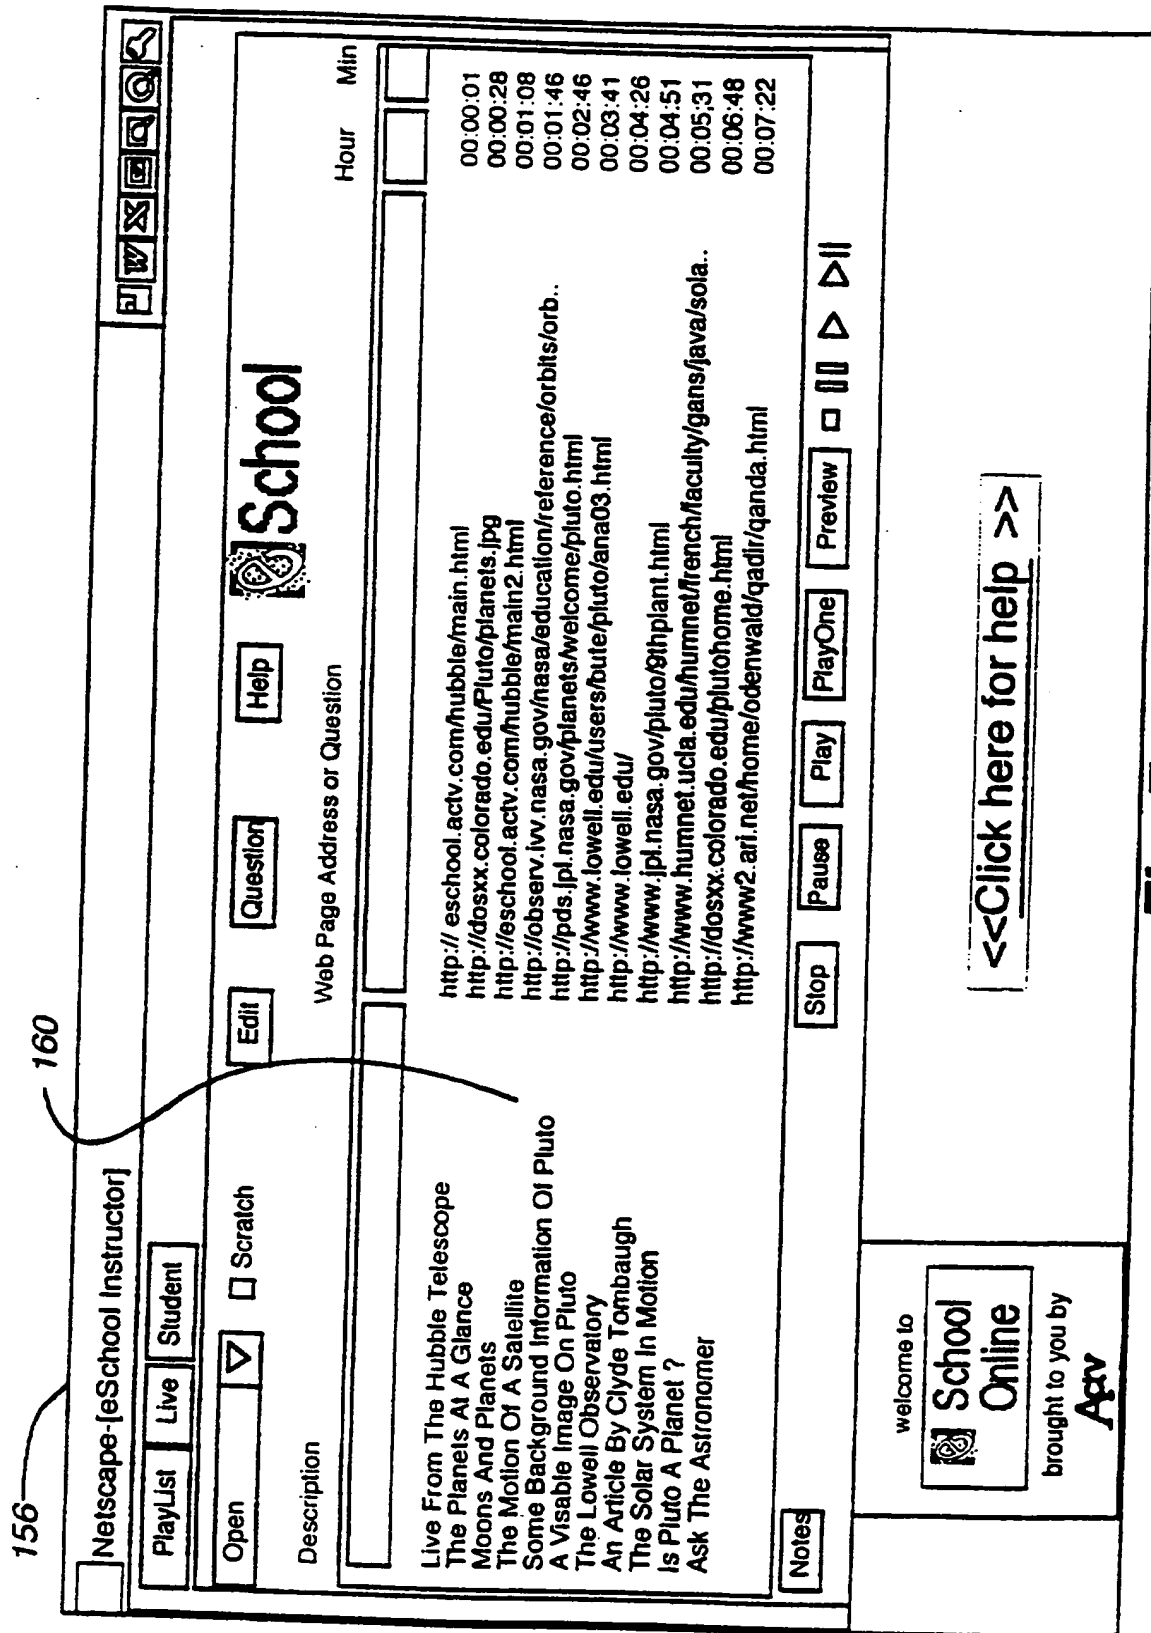 156
160
Netscape-[eSchool Instructor]
PlayList Live Student
Open Scratch Edit Question Help School
Description Web Page Address or Question Hour Min
Live From The Hubble Telescope http:// eschool.actv.com/hubble/main.html 00:00:01
The Planets At A Glance http://dosxx.colorado.edu/Pluto/planets.jpg 00:00:28
Moons And Planets http://eschool.actv.com/hubble/main2.html 00:01:08
The Motion Of A Satellite http://observ.ivv.nasa.gov/nasa/education/reference/orbits/orb.. 00:01:46
Some Background Information Of Pluto http://pds.jpl.nasa.gov/planets/welcome/pluto.html 00:02:46
A Visable Image On Pluto http://www.lowell.edu/users/bute/pluto/ana03.html 00:03:41
The Lowell Observatory http://www.lowell.edu/ 00:04:26
An Article By Clyde Tombaugh http://www.jpl.nasa.gov/pluto/9thplant.html 00:04:51
The Solar System In Motion http://www.humnet.ucla.edu/humnet/french/faculty/gans/java/sola.. 00:05;31
Is Pluto A Planet ? http://dosxx.colorado.edu/plutohome.html 00:06:48
Ask The Astronomer http://www2.ari.net/home/odenwald/qadir/qanda.html 00:07:22
Notes Stop Pause Play PlayOne Preview
welcome to
School
Online
brought to you by
Actv
<<Click here for help >>